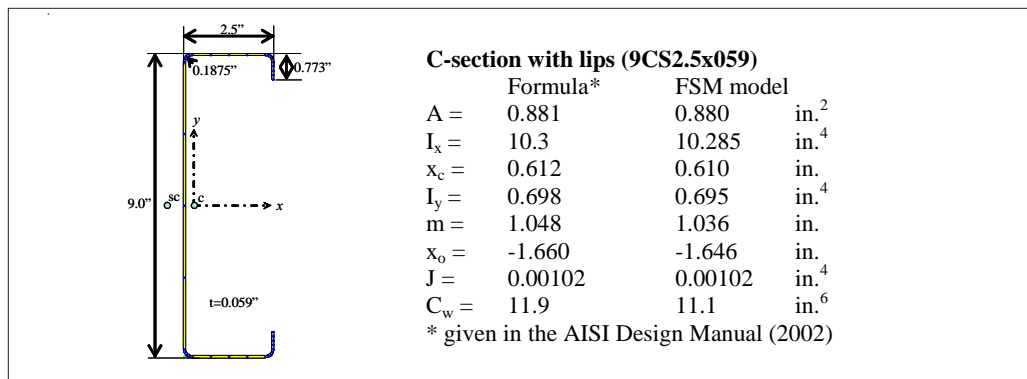 2.5”
0.773”
0.1875”
y
sc
c
x
9.0”
t=0.059”
C-section with lips (9CS2.5x059)
Formula* FSM model
A = 0.881 0.880 in.²
Iₓ = 10.3 10.285 in.⁴
x_c = 0.612 0.610 in.
I_y = 0.698 0.695 in.⁴
m = 1.048 1.036 in.
xₒ = -1.660 -1.646 in.
J = 0.00102 0.00102 in.⁴
C_w = 11.9 11.1 in.⁶
* given in the AISI Design Manual (2002)